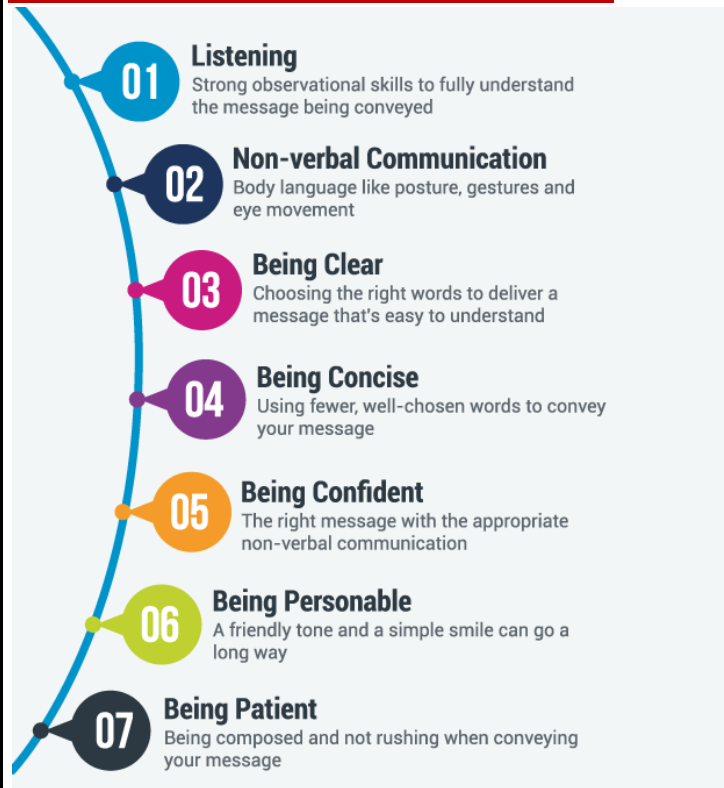 01
Listening
Strong observational skills to fully understand
the message being conveyed
02
Non-verbal Communication
Body language like posture, gestures and
eye movement
03
Being Clear
Choosing the right words to deliver a
message that's easy to understand
04
Being Concise
Using fewer, well-chosen words to convey
your message
05
Being Confident
The right message with the appropriate
non-verbal communication
06
Being Personable
A friendly tone and a simple smile can go a
long way
07
Being Patient
Being composed and not rushing when conveying
your message